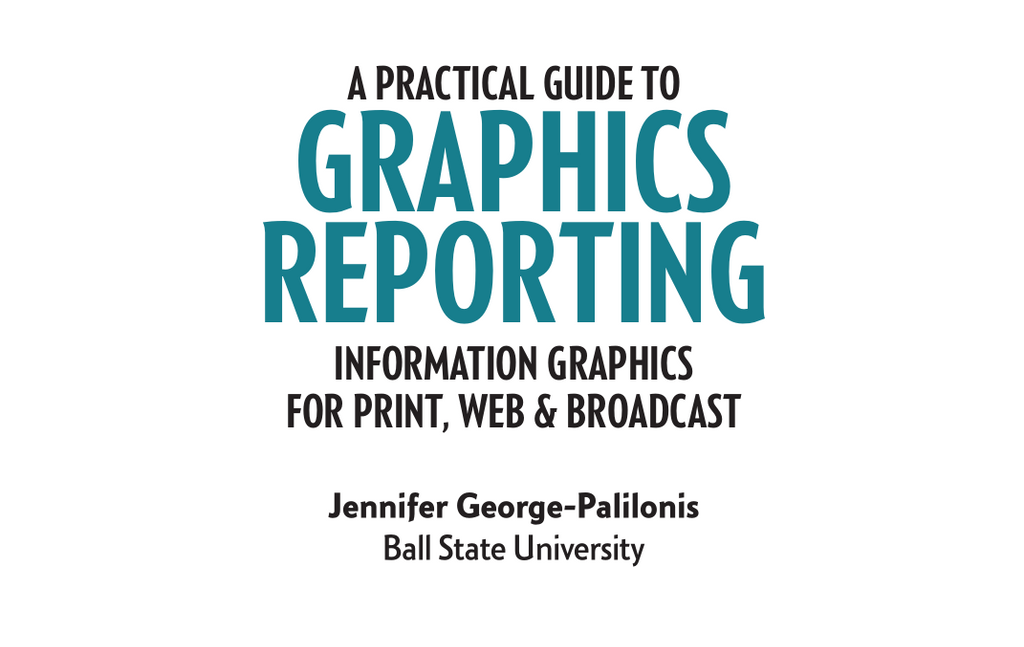 A PRACTICAL GUIDE TO
GRAPHICS
REPORTING
INFORMATION GRAPHICS
FOR PRINT, WEB & BROADCAST
Jennifer George-Palilonis
Ball State University